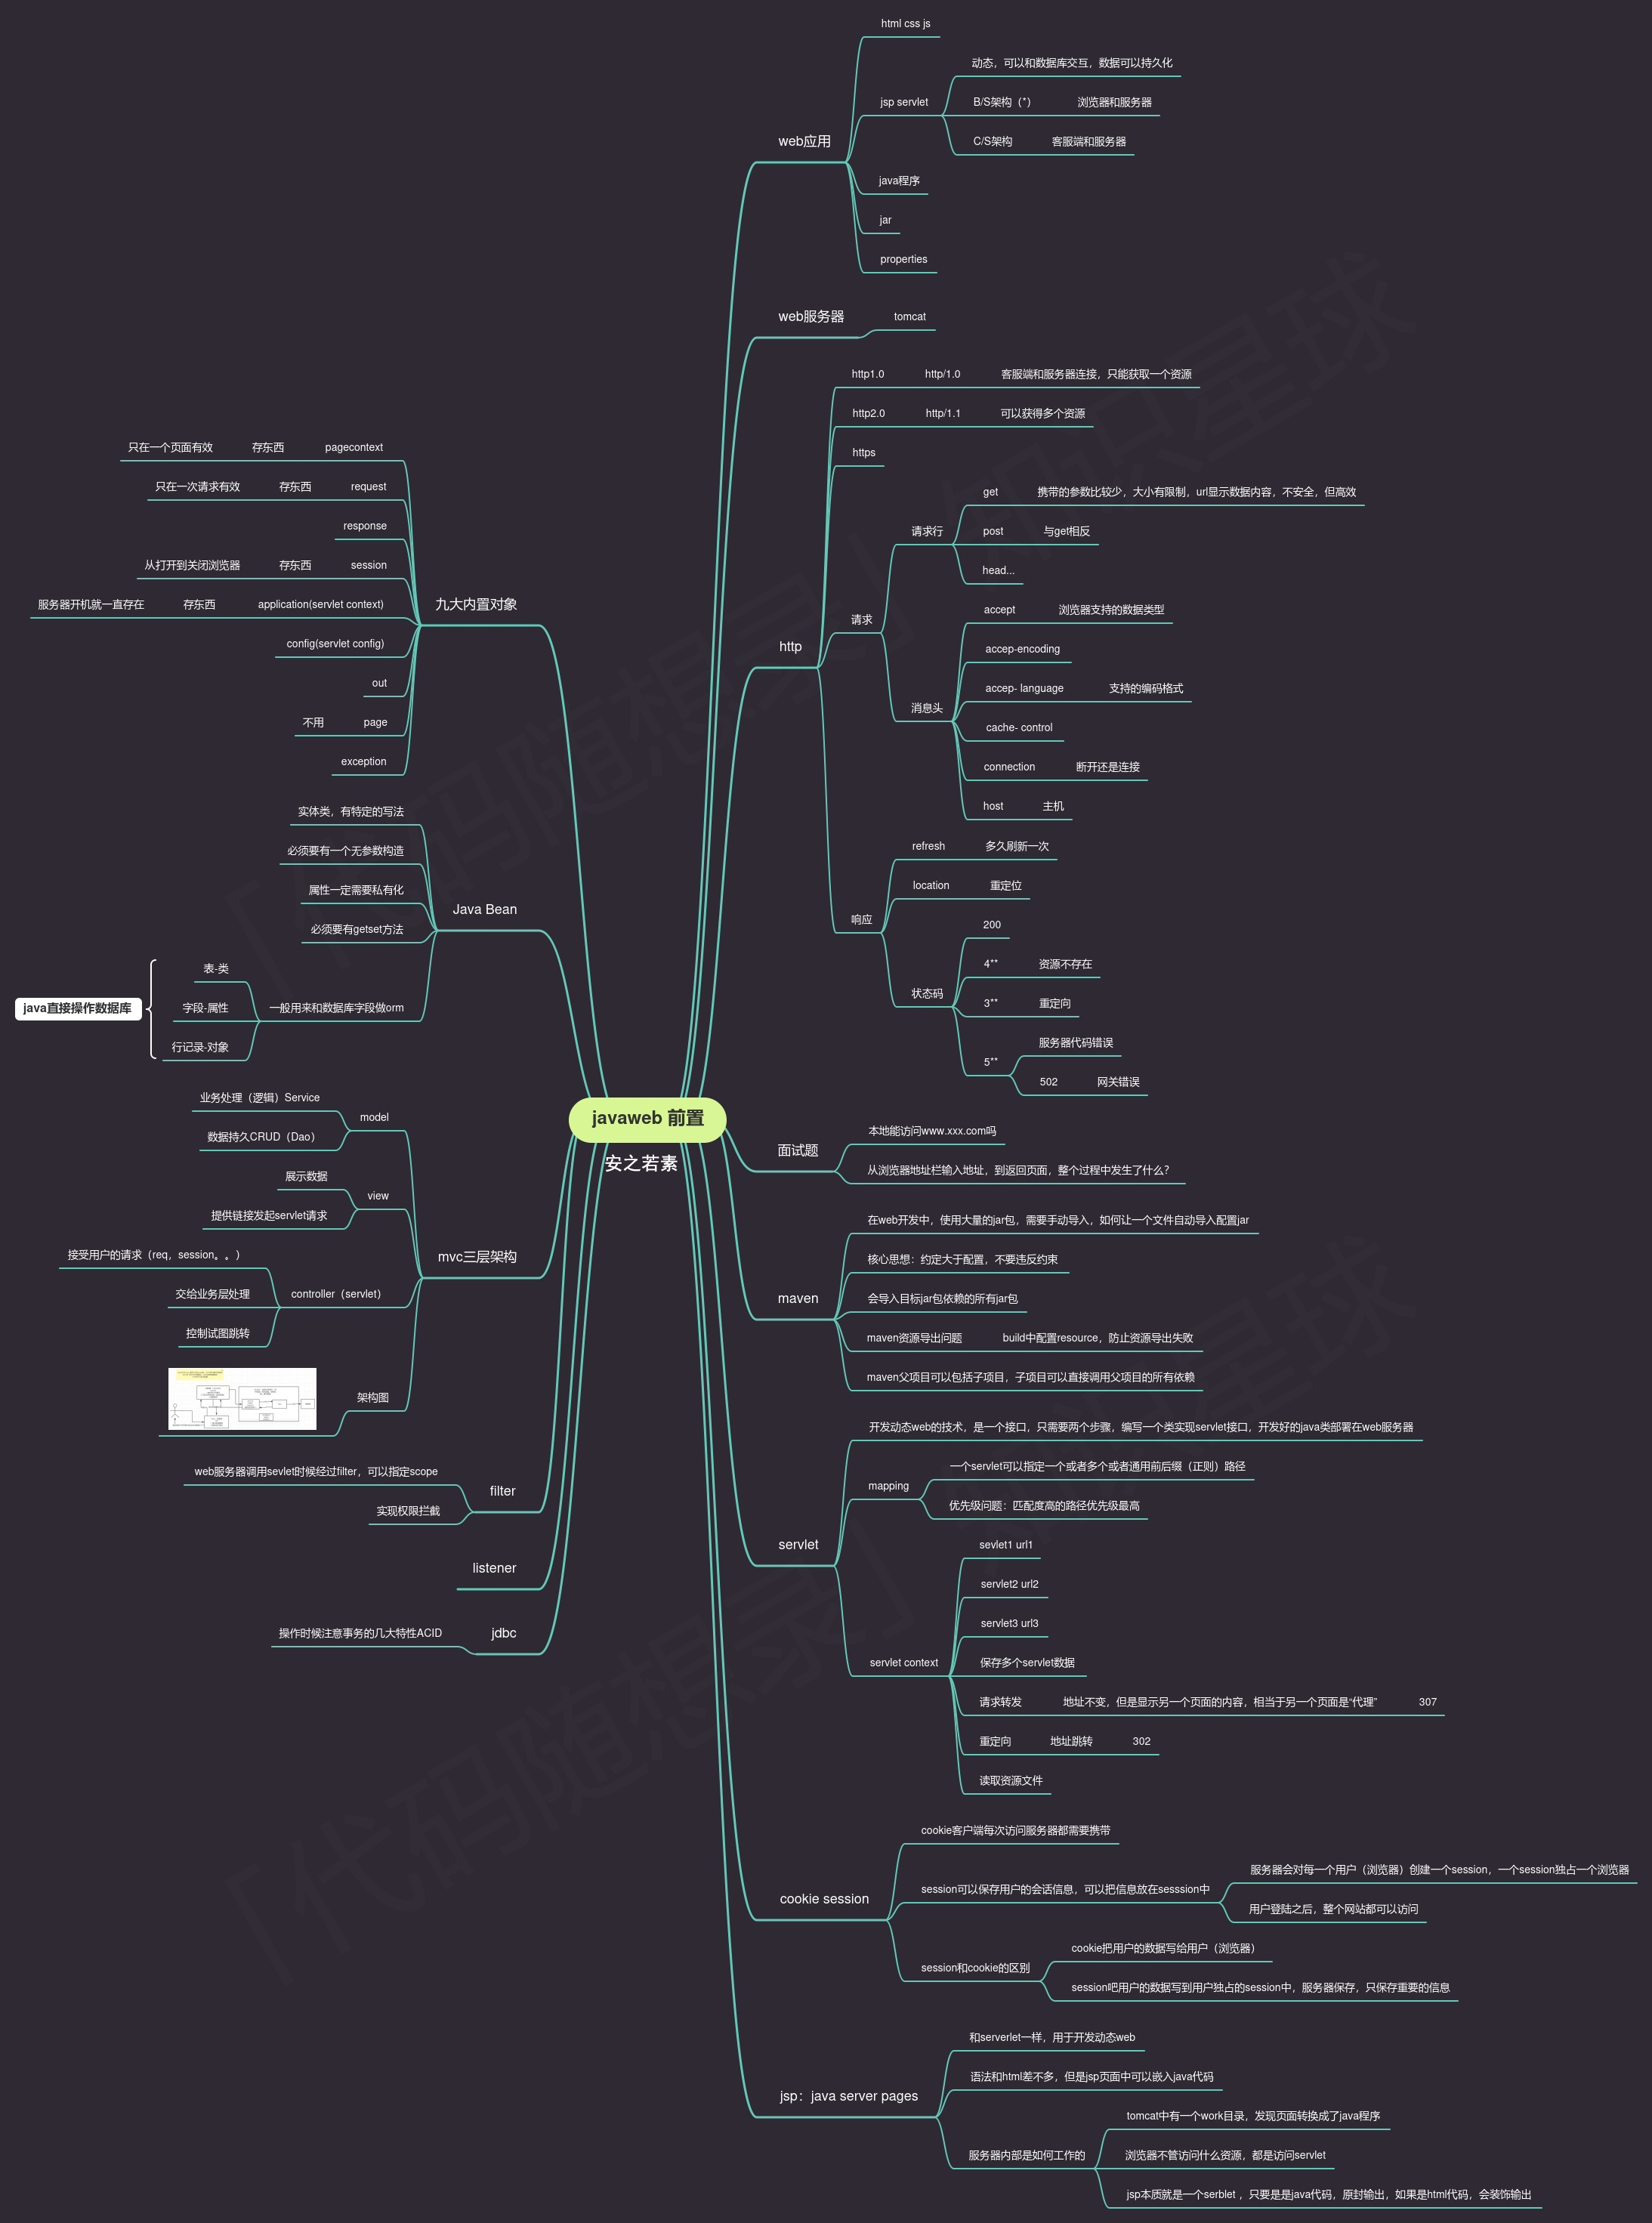 javaweb 前置
安之若素
web应用
html css js
jsp servlet
动态，可以和数据库交互，数据可以持久化
B/S架构（*） 浏览器和服务器
C/S架构 客服端和服务器
java程序
jar
properties
web服务器
tomcat
http
http1.0 http/1.0 客服端和服务器连接，只能获取一个资源
http2.0 http/1.1 可以获得多个资源
https
请求
请求行
get 携带的参数比较少，大小有限制，url显示数据内容，不安全，但高效
post 与get相反
head...
消息头
accept 浏览器支持的数据类型
accep-encoding
accep- language 支持的编码格式
cache- control
connection 断开还是连接
host 主机
响应
refresh 多久刷新一次
location 重定位
状态码
200
4** 资源不存在
3** 重定向
5**
服务器代码错误
502 网关错误
面试题
本地能访问www.xxx.com吗
从浏览器地址栏输入地址，到返回页面，整个过程中发生了什么？
maven
在web开发中，使用大量的jar包，需要手动导入，如何让一个文件自动导入配置jar
核心思想：约定大于配置，不要违反约束
会导入目标jar包依赖的所有jar包
maven资源导出问题 build中配置resource，防止资源导出失败
maven父项目可以包括子项目，子项目可以直接调用父项目的所有依赖
servlet
开发动态web的技术，是一个接口，只需要两个步骤，编写一个类实现servlet接口，开发好的java类部署在web服务器
mapping
一个servlet可以指定一个或者多个或者通用前后缀（正则）路径
优先级问题：匹配度高的路径优先级最高
servlet context
sevlet1 url1
servlet2 url2
servlet3 url3
保存多个servlet数据
请求转发 地址不变，但是显示另一个页面的内容，相当于另一个页面是“代理” 307
重定向 地址跳转 302
读取资源文件
cookie session
cookie客户端每次访问服务器都需要携带
session可以保存用户的会话信息，可以把信息放在sesssion中
服务器会对每一个用户（浏览器）创建一个session，一个session独占一个浏览器
用户登陆之后，整个网站都可以访问
session和cookie的区别
cookie把用户的数据写给用户（浏览器）
session吧用户的数据写到用户独占的session中，服务器保存，只保存重要的信息
jsp：java server pages
和serverlet一样，用于开发动态web
语法和html差不多，但是jsp页面中可以嵌入java代码
服务器内部是如何工作的
tomcat中有一个work目录，发现页面转换成了java程序
浏览器不管访问什么资源，都是访问servlet
jsp本质就是一个serblet ，只要是是java代码，原封输出，如果是html代码，会装饰输出
九大内置对象
只在一个页面有效 存东西 pagecontext
只在一次请求有效 存东西 request
response
从打开到关闭浏览器 存东西 session
服务器开机就一直存在 存东西 application(servlet context)
config(servlet config)
out
不用 page
exception
Java Bean
实体类，有特定的写法
必须要有一个无参数构造
属性一定需要私有化
必须要有getset方法
一般用来和数据库字段做orm
表-类
字段-属性
行记录-对象
java直接操作数据库
mvc三层架构
model
业务处理（逻辑）Service
数据持久CRUD（Dao）
view
展示数据
提供链接发起servlet请求
controller（servlet）
接受用户的请求（req，session。。）
交给业务层处理
控制试图跳转
架构图
filter
web服务器调用sevlet时候经过filter，可以指定scope
实现权限拦截
listener
jdbc
操作时候注意事务的几大特性ACID
「代码随想录」知识星球
「代码随想录」知识星球